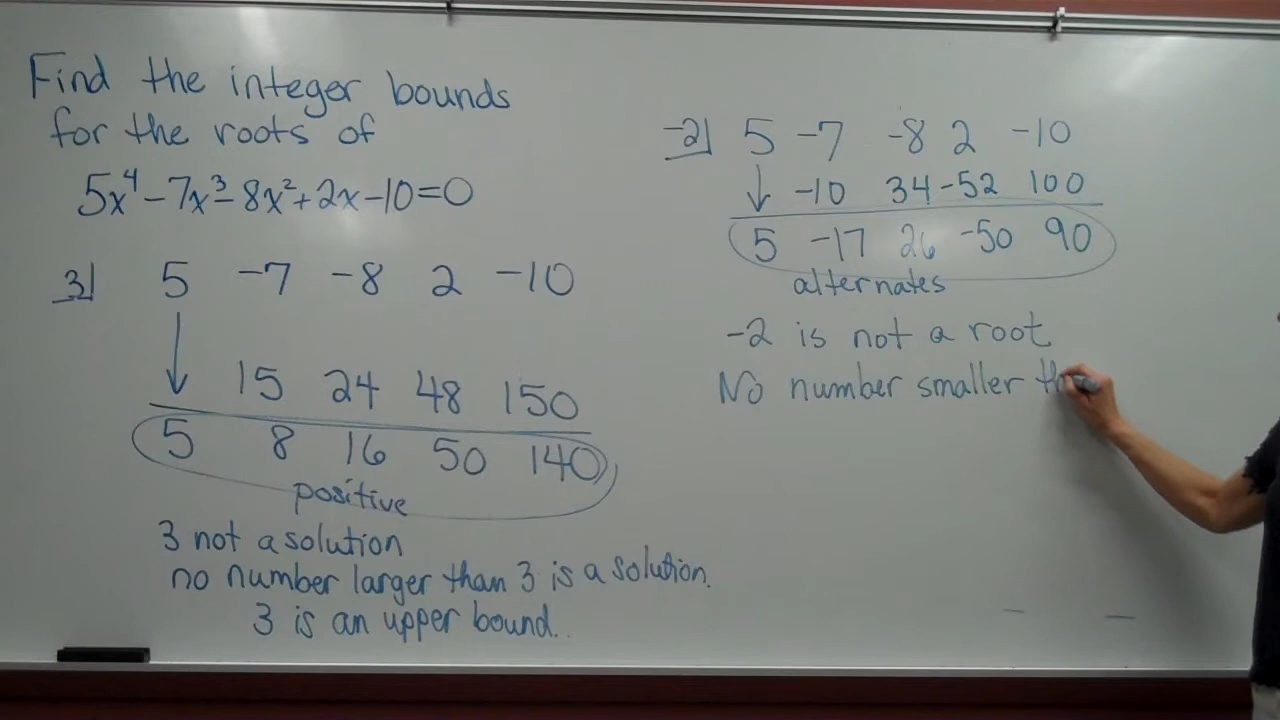 Find the integer bounds
for the roots of
5x⁴-7x³-8x²+2x-10=0
3| 5 -7 -8 2 -10
15 24 48 150
5 8 16 50 140
positive
3 not a solution
no number larger than 3 is a solution.
3 is an upper bound.
-2| 5 -7 -8 2 -10
-10 34 -52 100
5 -17 26 -50 90
alternates
-2 is not a root
No number smaller